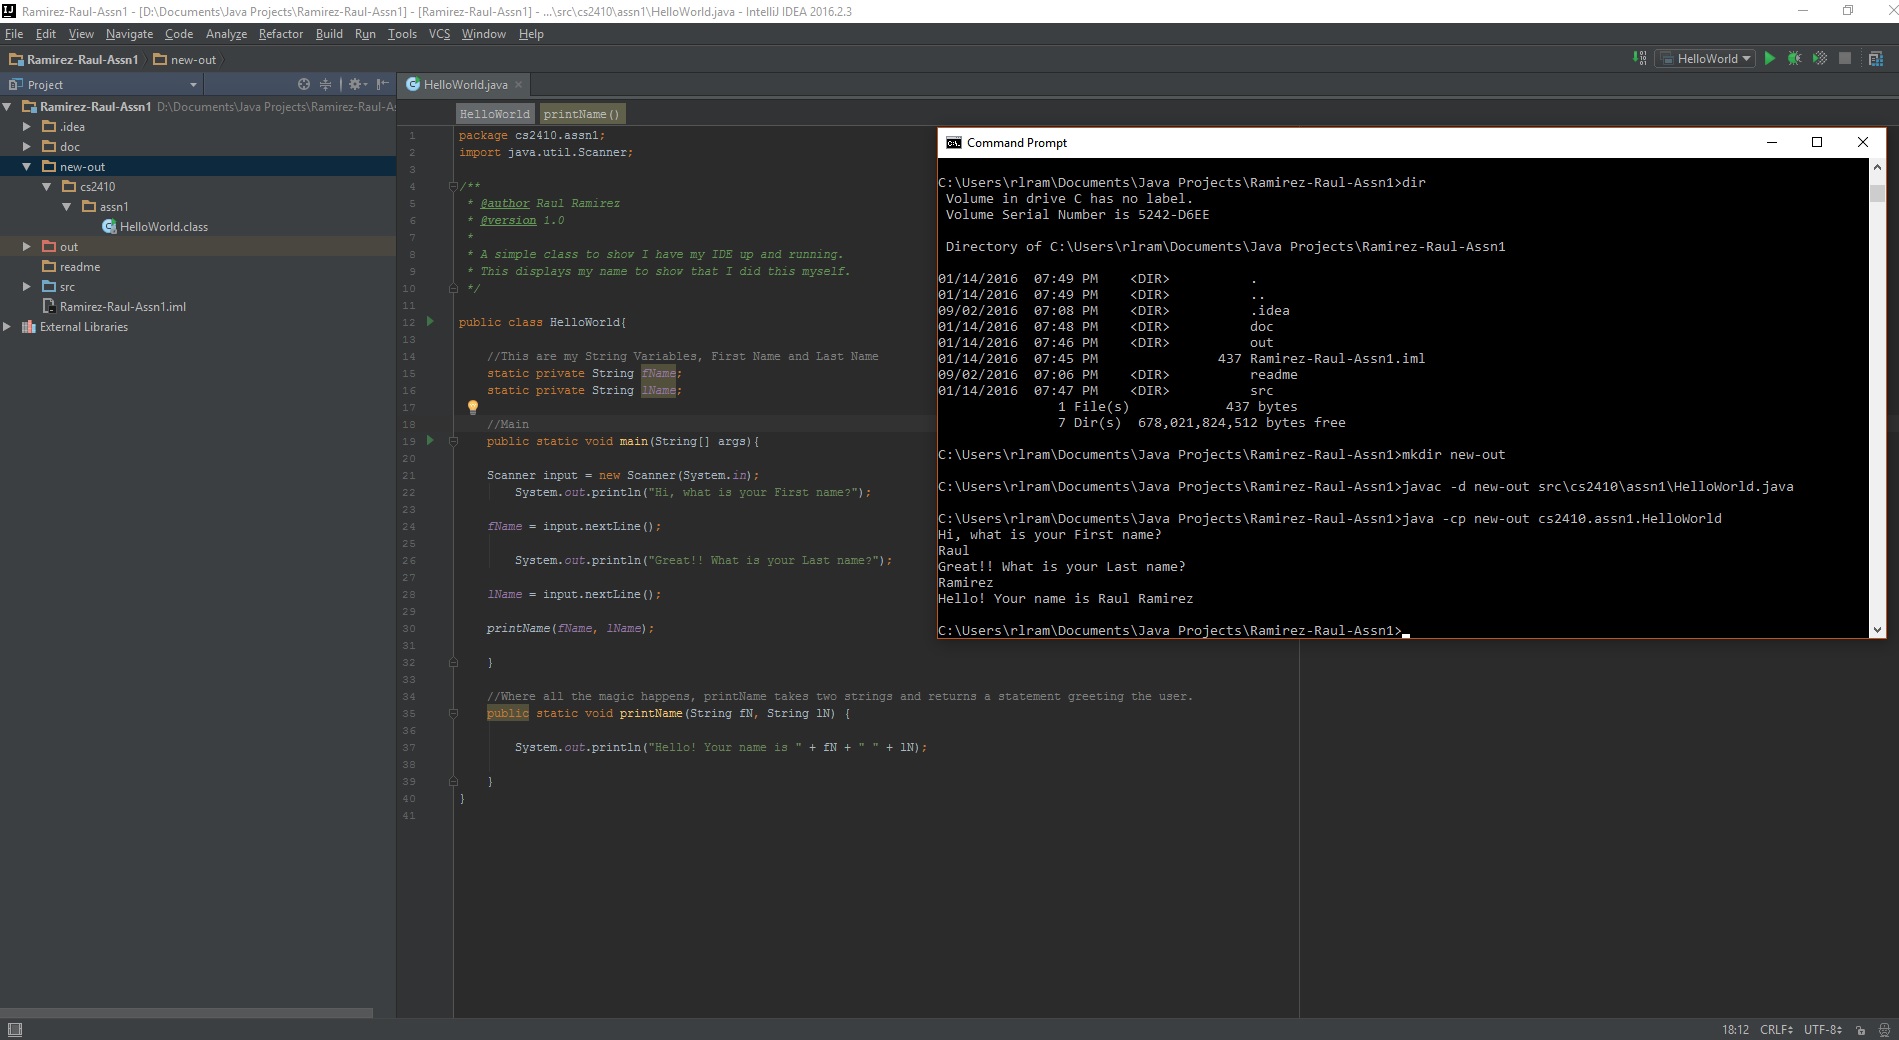 Ramirez-Raul-Assn1 - [D:\Documents\Java Projects\Ramirez-Raul-Assn1] - [Ramirez-Raul-Assn1] - ...\src\cs2410\assn1\HelloWorld.java - IntelliJ IDEA 2016.2.3
File Edit View Navigate Code Analyze Refactor Build Run Tools VCS Window Help
Ramirez-Raul-Assn1 new-out
HelloWorld
Project
HelloWorld.java
Ramirez-Raul-Assn1 D:\Documents\Java Projects\Ramirez-Raul-As
.idea
doc
new-out
cs2410
assn1
HelloWorld.class
out
readme
src
Ramirez-Raul-Assn1.iml
External Libraries
HelloWorld printName()
1 package cs2410.assn1;
2 import java.util.Scanner;
3
4 /**
5 * @author Raul Ramirez
6 * @version 1.0
7 *
8 * A simple class to show I have my IDE up and running.
9 * This displays my name to show that I did this myself.
10 */
11
12 public class HelloWorld{
13
14 //This are my String Variables, First Name and Last Name
15 static private String fName;
16 static private String lName;
17
18 //Main
19 public static void main(String[] args){
20
21 Scanner input = new Scanner(System.in);
22 System.out.println("Hi, what is your First name?");
23
24 fName = input.nextLine();
25
26 System.out.println("Great!! What is your Last name?");
27
28 lName = input.nextLine();
29
30 printName(fName, lName);
31
32 }
33
34 //Where all the magic happens, printName takes two strings and returns a statement greeting the user.
35 public static void printName(String fN, String lN) {
36
37 System.out.println("Hello! Your name is " + fN + " " + lN);
38
39 }
40 }
41
Command Prompt
C:\Users\rlram\Documents\Java Projects\Ramirez-Raul-Assn1>dir
Volume in drive C has no label.
Volume Serial Number is 5242-D6EE
Directory of C:\Users\rlram\Documents\Java Projects\Ramirez-Raul-Assn1
01/14/2016 07:49 PM <DIR> .
01/14/2016 07:49 PM <DIR> ..
09/02/2016 07:08 PM <DIR> .idea
01/14/2016 07:48 PM <DIR> doc
01/14/2016 07:46 PM <DIR> out
01/14/2016 07:45 PM 437 Ramirez-Raul-Assn1.iml
09/02/2016 07:06 PM <DIR> readme
01/14/2016 07:47 PM <DIR> src
1 File(s) 437 bytes
7 Dir(s) 678,021,824,512 bytes free
C:\Users\rlram\Documents\Java Projects\Ramirez-Raul-Assn1>mkdir new-out
C:\Users\rlram\Documents\Java Projects\Ramirez-Raul-Assn1>javac -d new-out src\cs2410\assn1\HelloWorld.java
C:\Users\rlram\Documents\Java Projects\Ramirez-Raul-Assn1>java -cp new-out cs2410.assn1.HelloWorld
Hi, what is your First name?
Raul
Great!! What is your Last name?
Ramirez
Hello! Your name is Raul Ramirez
C:\Users\rlram\Documents\Java Projects\Ramirez-Raul-Assn1>
18:12 CRLF UTF-8